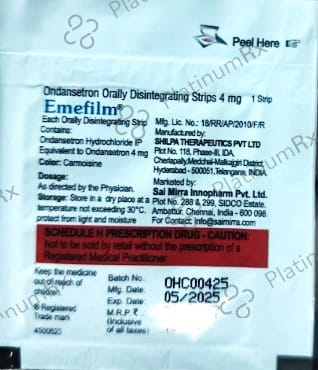 Peel Here
Ondansetron Orally Disintegrating Strips 4 mg 1 Strip
Emefilm®
Each Orally Disintegrating Strip
Contains:
Ondansetron Hydrochloride IP
Equivalent to Ondansetron 4 mg
Color: Carmoisine
Dosage:
As directed by the Physician.
Storage: Store in a dry place at a
temperature not exceeding 30°C.
protect from light and moisture
Mfg. Lic. No.: 18/RR/AP/2010/F/R
Manufactured by:
SHILPA THERAPEUTICS PVT LTD
Plot No. 118, Phase-III, IDA,
Cherlapally, Medchal-Malkajgiri District,
Hyderabad - 500051, Telangana, INDIA
Marketed by:
Sai Mirra Innopharm Pvt. Ltd.
Plot No. 288 & 299, SIDCO Estate,
Ambattur, Chennai, India - 600 098.
For Contact: Info@saimirra.com
SCHEDULE H PRESCRIPTION DRUG - CAUTION:
Not to be sold by retail without the prescription of a
Registered Medical Practitioner.
Keep the medicine
out of reach of
children.
® Registered
Trade mark
4500623
Batch No.
Mfg. Date:
Exp. Date:
M.R.P. ₹
(Inclusive
of all taxes)
OHC00425
05/2025
PlatinumRx
PlatinumRx
PlatinumRx